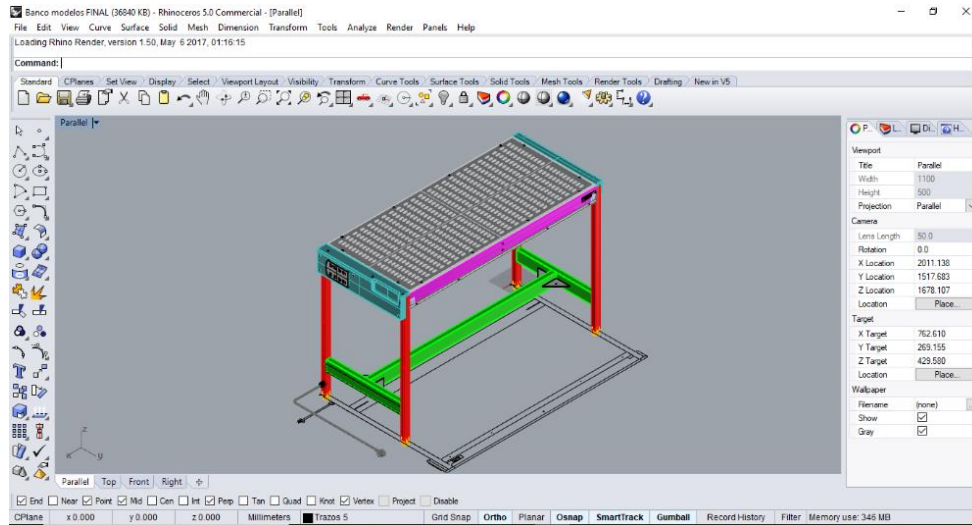 Banco modelos FINAL (36840 KB) - Rhinoceros 5.0 Commercial - [Parallel]
File Edit View Curve Surface Solid Mesh Dimension Transform Tools Analyze Render Panels Help
Loading Rhino Render, version 1.50, May 6 2017, 01:16:15
Command:
Standard CPlanes Set View Display Select Viewport Layout Visibility Transform Curve Tools Surface Tools Solid Tools Mesh Tools Render Tools Drafting New in V5
Parallel
P.. L.. Di.. H..
Viewport
Title Parallel
Width 1100
Height 500
Projection Parallel
Camera
Lens Length 50.0
Rotation 0.0
X Location 2011.138
Y Location 1517.683
Z Location 1678.107
Location Place...
Target
X Target 762.610
Y Target 269.155
Z Target 429.580
Location Place...
Wallpaper
Filename (none)
Show
Gray
z
x y
Parallel Top Front Right
End Near Point Mid Cen Int Perp Tan Quad Knot Vertex Project Disable
CPlane x 0.000 y 0.000 z 0.000 Millimeters Trazos 5 Grid Snap Ortho Planar Osnap SmartTrack Gumball Record History Filter Memory use: 346 MB